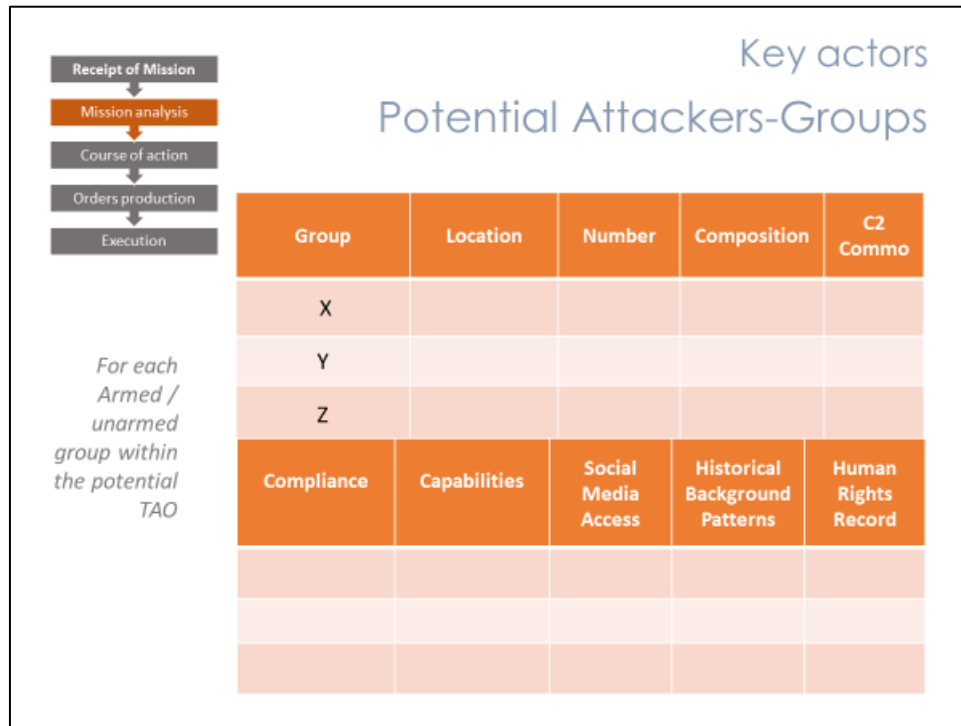 Key actors
Potential Attackers-Groups
Receipt of Mission
Mission analysis
Course of action
Orders production
Execution
For each
Armed /
unarmed
group within
the potential
TAO
Group
Location
Number
Composition
C2
Commo
X
Y
Z
Compliance
Capabilities
Social
Media
Access
Historical
Background
Patterns
Human
Rights
Record